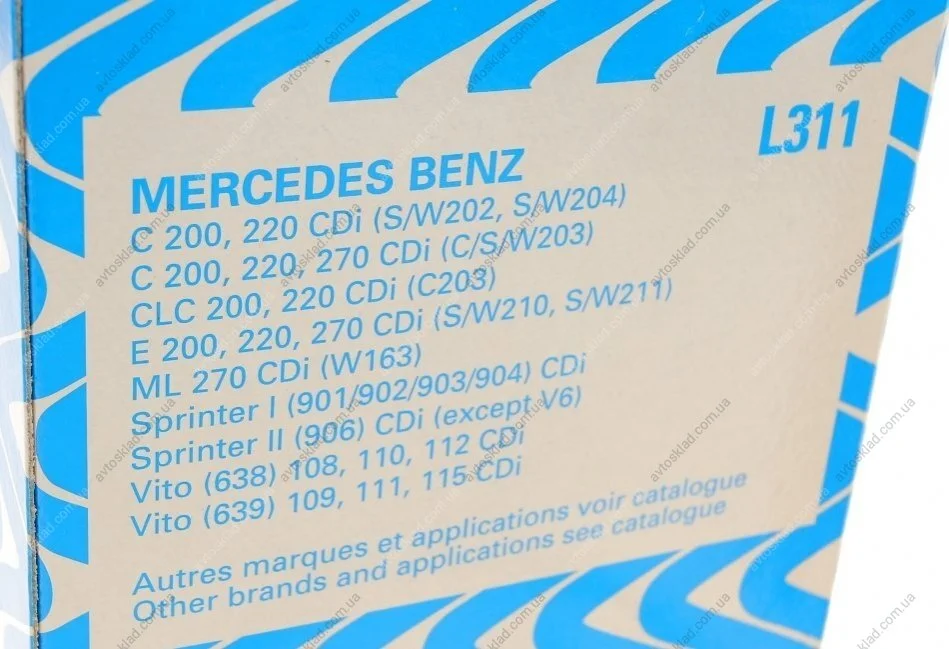 L311
MERCEDES BENZ
C 200, 220 CDi (S/W202, S/W204)
C 200, 220, 270 CDi (C/S/W203)
CLC 200, 220 CDi (C203)
E 200, 220, 270 CDi (S/W210, S/W211)
ML 270 CDi (W163)
Sprinter I (901/902/903/904) CDi
Sprinter II (906) CDi (except V6)
Vito (638) 108, 110, 112 CDi
Vito (639) 109, 111, 115 CDi
Autres marques et applications voir catalogue
Other brands and applications see catalogue
avtosklad.com.ua